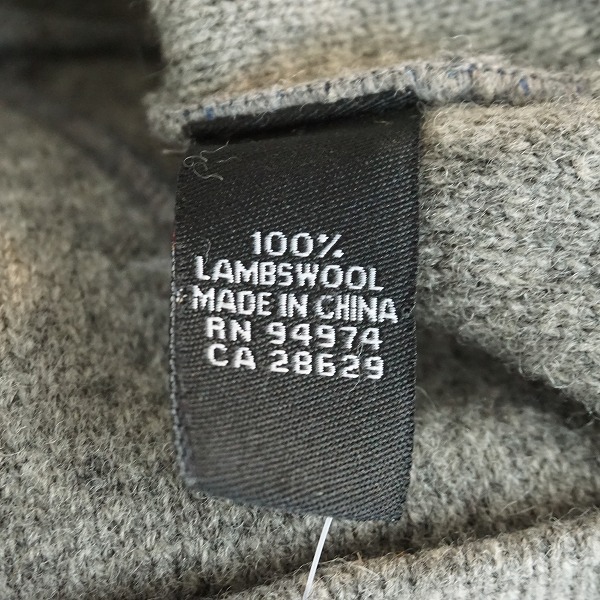 100%
LAMBSWOOL
MADE IN CHINA
RN 94974
CA 28629